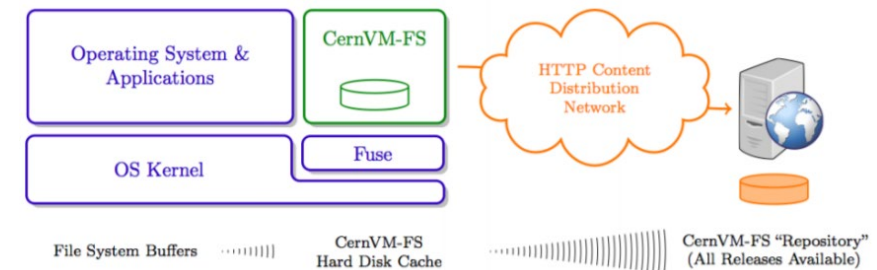 Operating System &
Applications
CernVM-FS
HTTP Content
Distribution
Network
OS Kernel
Fuse
File System Buffers
CernVM-FS
Hard Disk Cache
CernVM-FS “Repository”
(All Releases Available)